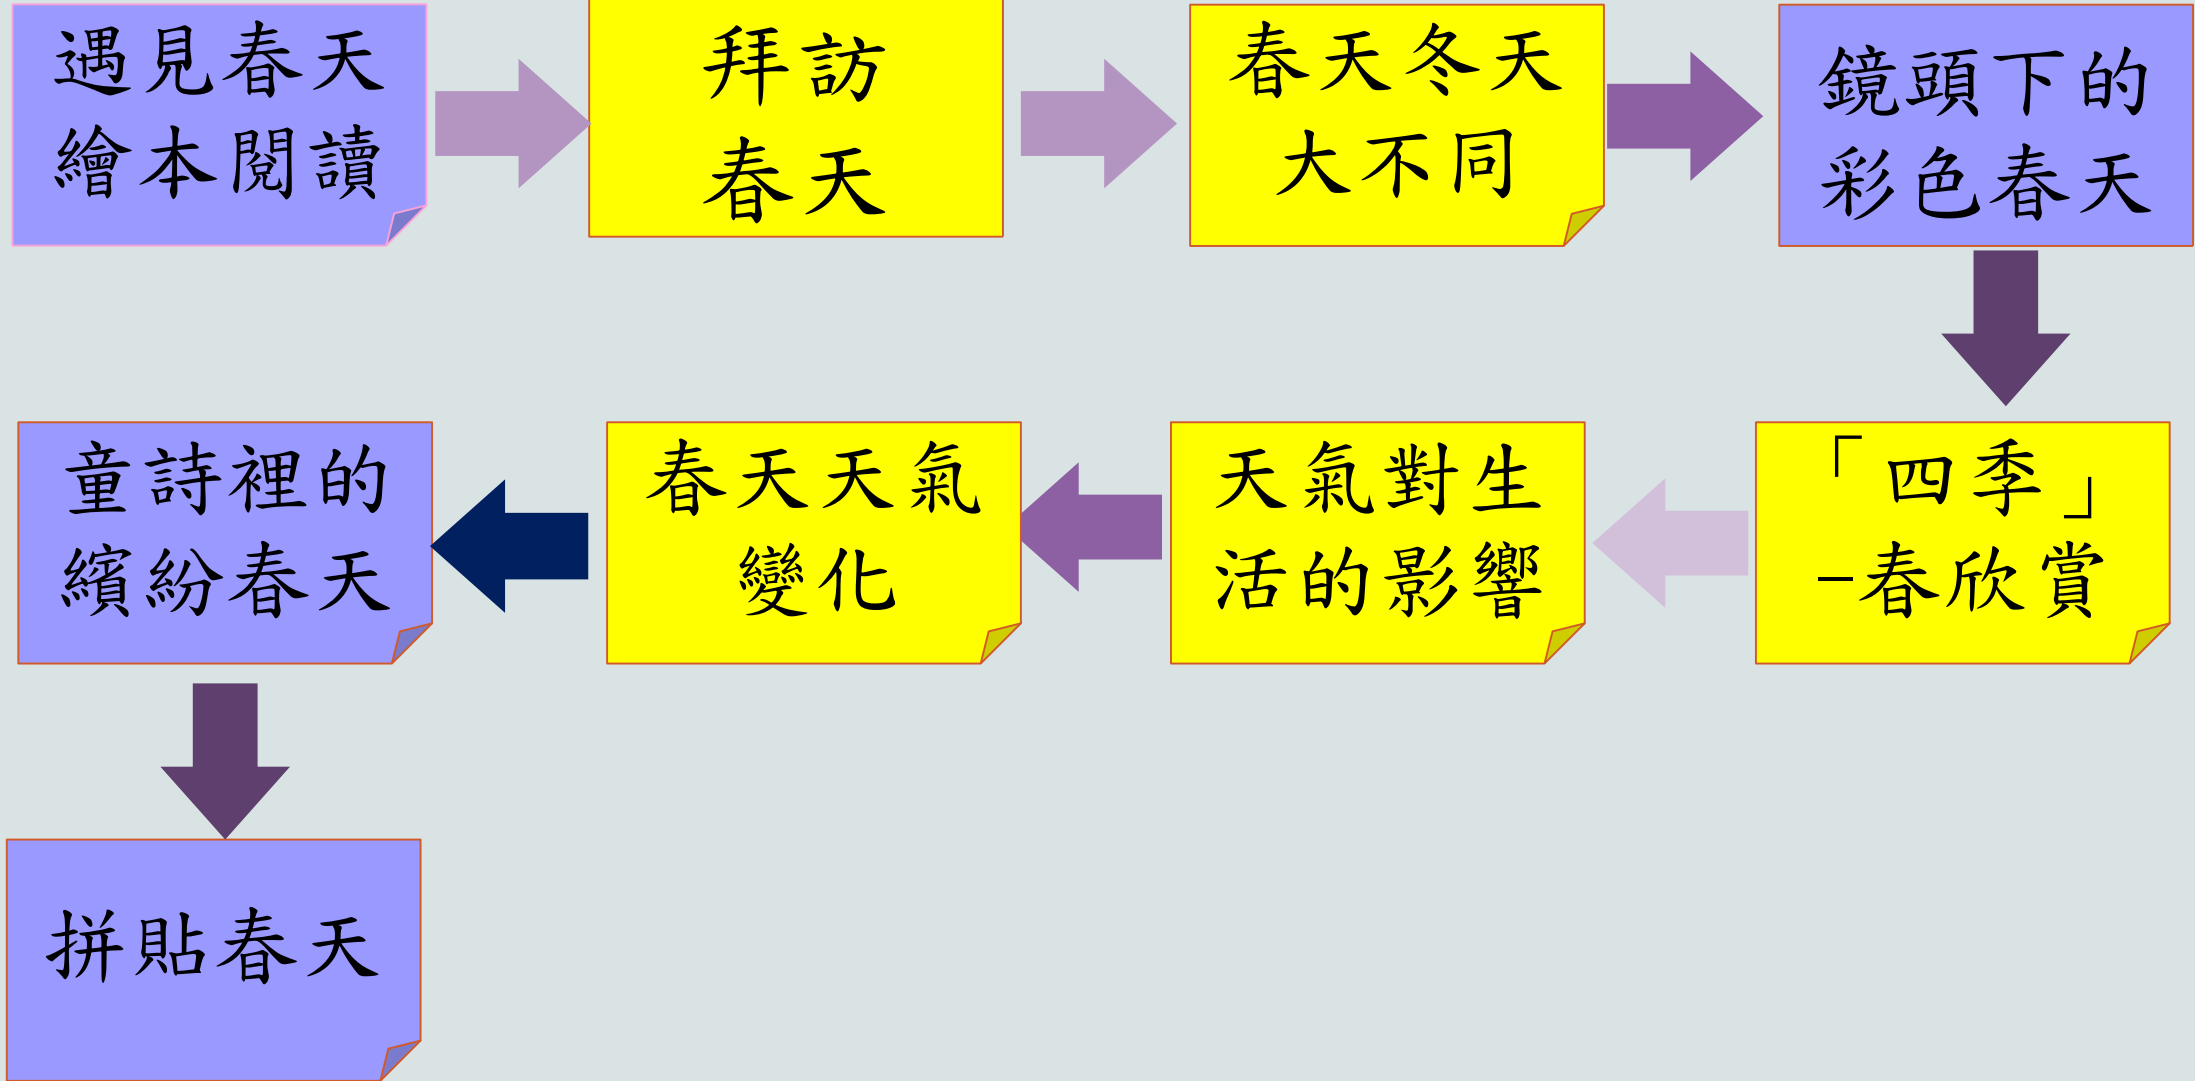 遇見春天
繪本閱讀
拜訪
春天
春天冬天
大不同
鏡頭下的
彩色春天
「四季」
-春欣賞
天氣對生
活的影響
春天天氣
變化
童詩裡的
繽紛春天
拼貼春天